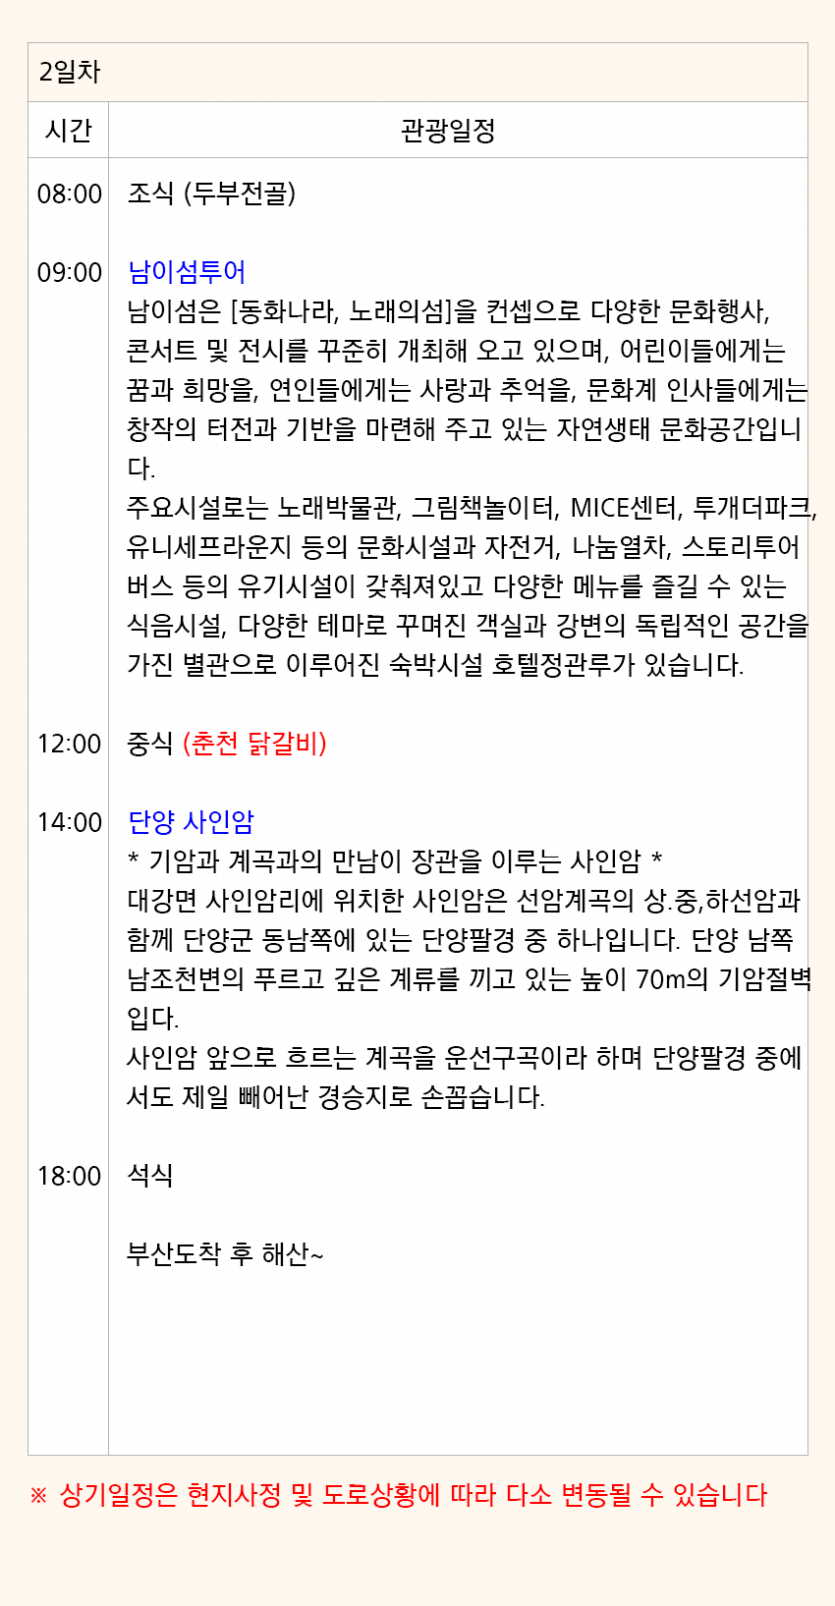 2일차
시간 관광일정
08:00 조식 (두부전골)
09:00 남이섬투어
남이섬은 [동화나라, 노래의섬]을 컨셉으로 다양한 문화행사,
콘서트 및 전시를 꾸준히 개최해 오고 있으며, 어린이들에게는
꿈과 희망을, 연인들에게는 사랑과 추억을, 문화계 인사들에게는
창작의 터전과 기반을 마련해 주고 있는 자연생태 문화공간입니
다.
주요시설로는 노래박물관, 그림책놀이터, MICE센터, 투개더파크,
유니세프라운지 등의 문화시설과 자전거, 나눔열차, 스토리투어
버스 등의 유기시설이 갖춰져있고 다양한 메뉴를 즐길 수 있는
식음시설, 다양한 테마로 꾸며진 객실과 강변의 독립적인 공간을
가진 별관으로 이루어진 숙박시설 호텔정관루가 있습니다.
12:00 중식 (춘천 닭갈비)
14:00 단양 사인암
* 기암과 계곡과의 만남이 장관을 이루는 사인암 *
대강면 사인암리에 위치한 사인암은 선암계곡의 상.중,하선암과
함께 단양군 동남쪽에 있는 단양팔경 중 하나입니다. 단양 남쪽
남조천변의 푸르고 깊은 계류를 끼고 있는 높이 70m의 기암절벽
입다.
사인암 앞으로 흐르는 계곡을 운선구곡이라 하며 단양팔경 중에
서도 제일 빼어난 경승지로 손꼽습니다.
18:00 석식
부산도착 후 해산~
※ 상기일정은 현지사정 및 도로상황에 따라 다소 변동될 수 있습니다